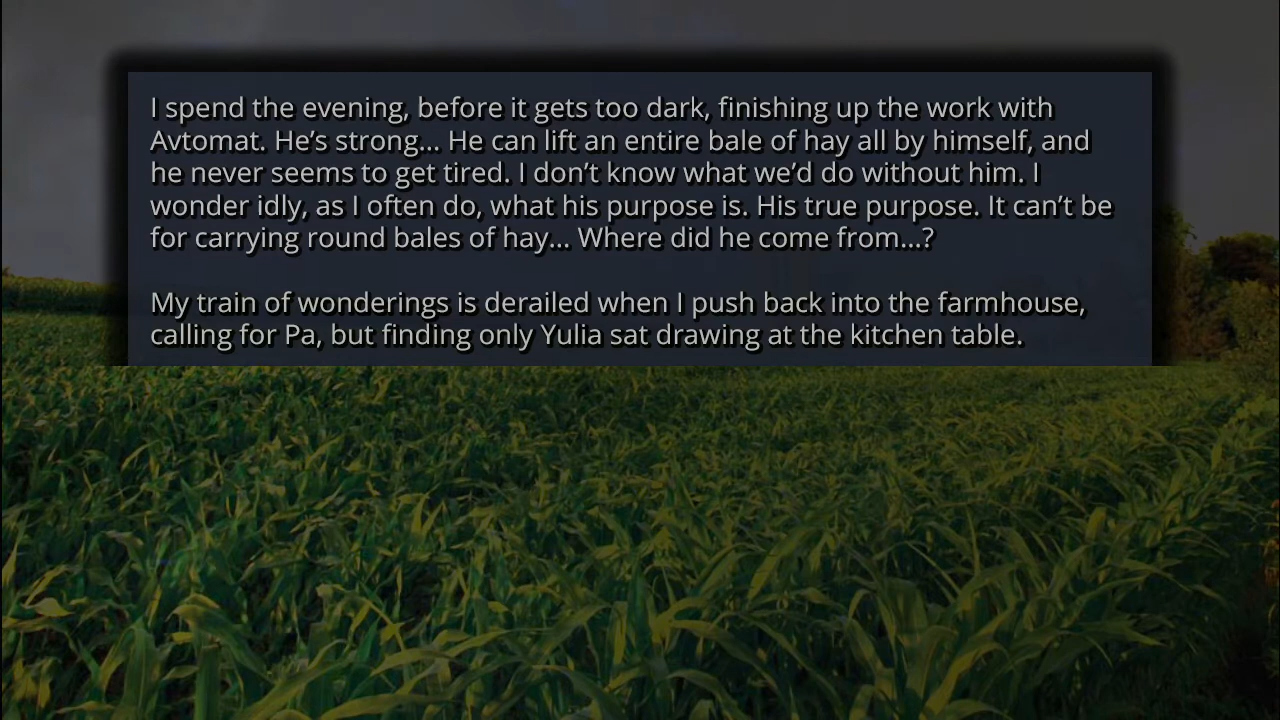 I spend the evening, before it gets too dark, finishing up the work with
Avtomat. He’s strong... He can lift an entire bale of hay all by himself, and
he never seems to get tired. I don’t know what we’d do without him. I
wonder idly, as I often do, what his purpose is. His true purpose. It can’t be
for carrying round bales of hay... Where did he come from...?
My train of wonderings is derailed when I push back into the farmhouse,
calling for Pa, but finding only Yulia sat drawing at the kitchen table.